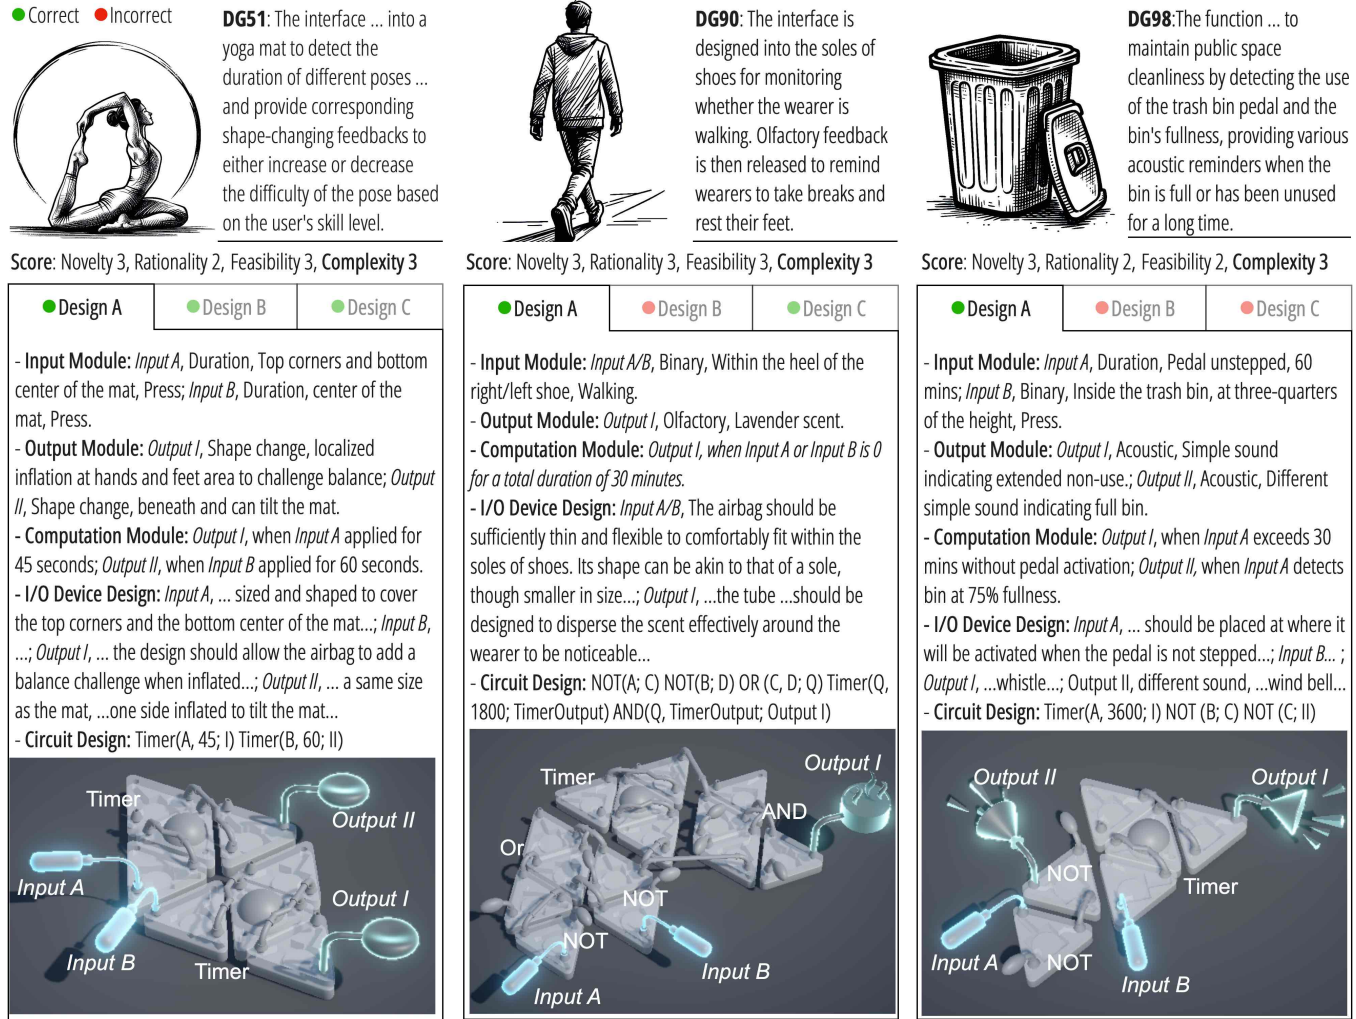 Correct Incorrect
DG51: The interface ... into a
yoga mat to detect the
duration of different poses ...
and provide corresponding
shape-changing feedbacks to
either increase or decrease
the difficulty of the pose based
on the user's skill level.
Score: Novelty 3, Rationality 2, Feasibility 3, Complexity 3
Design A Design B Design C
- Input Module: Input A, Duration, Top corners and bottom
center of the mat, Press; Input B, Duration, center of the
mat, Press.
- Output Module: Output I, Shape change, localized
inflation at hands and feet area to challenge balance; Output
II, Shape change, beneath and can tilt the mat.
- Computation Module: Output I, when Input A applied for
45 seconds; Output II, when Input B applied for 60 seconds.
- I/O Device Design: Input A, ... sized and shaped to cover
the top corners and the bottom center of the mat...; Input B,
...; Output I, ... the design should allow the airbag to add a
balance challenge when inflated...; Output II, ... a same size
as the mat, ...one side inflated to tilt the mat...
- Circuit Design: Timer(A, 45; I) Timer(B, 60; II)
Timer
Output II
Input A
Output I
Input B
Timer
DG90: The interface is
designed into the soles of
shoes for monitoring
whether the wearer is
walking. Olfactory feedback
is then released to remind
wearers to take breaks and
rest their feet.
Score: Novelty 3, Rationality 3, Feasibility 3, Complexity 3
Design A Design B Design C
- Input Module: Input A/B, Binary, Within the heel of the
right/left shoe, Walking.
- Output Module: Output I, Olfactory, Lavender scent.
- Computation Module: Output I, when Input A or Input B is 0
for a total duration of 30 minutes.
- I/O Device Design: Input A/B, The airbag should be
sufficiently thin and flexible to comfortably fit within the
soles of shoes. Its shape can be akin to that of a sole,
though smaller in size...; Output I, ...the tube ...should be
designed to disperse the scent effectively around the
wearer to be noticeable...
- Circuit Design: NOT(A; C) NOT(B; D) OR (C, D; Q) Timer(Q,
1800; TimerOutput) AND(Q, TimerOutput; Output I)
Output I
Timer
AND
Or
NOT
NOT
Input B
Input A
DG98:The function ... to
maintain public space
cleanliness by detecting the use
of the trash bin pedal and the
bin's fullness, providing various
acoustic reminders when the
bin is full or has been unused
for a long time.
Score: Novelty 3, Rationality 2, Feasibility 2, Complexity 3
Design A Design B Design C
- Input Module: Input A, Duration, Pedal unstepped, 60
mins; Input B, Binary, Inside the trash bin, at three-quarters
of the height, Press.
- Output Module: Output I, Acoustic, Simple sound
indicating extended non-use.; Output II, Acoustic, Different
simple sound indicating full bin.
- Computation Module: Output I, when Input A exceeds 30
mins without pedal activation; Output II, when Input A detects
bin at 75% fullness.
- I/O Device Design: Input A, ... should be placed at where it
will be activated when the pedal is not stepped...; Input B... ;
Output I, ...whistle...; Output II, different sound, ...wind bell...
- Circuit Design: Timer(A, 3600; I) NOT (B; C) NOT (C; II)
Output II
Output I
NOT
Timer
Input A
NOT
Input B